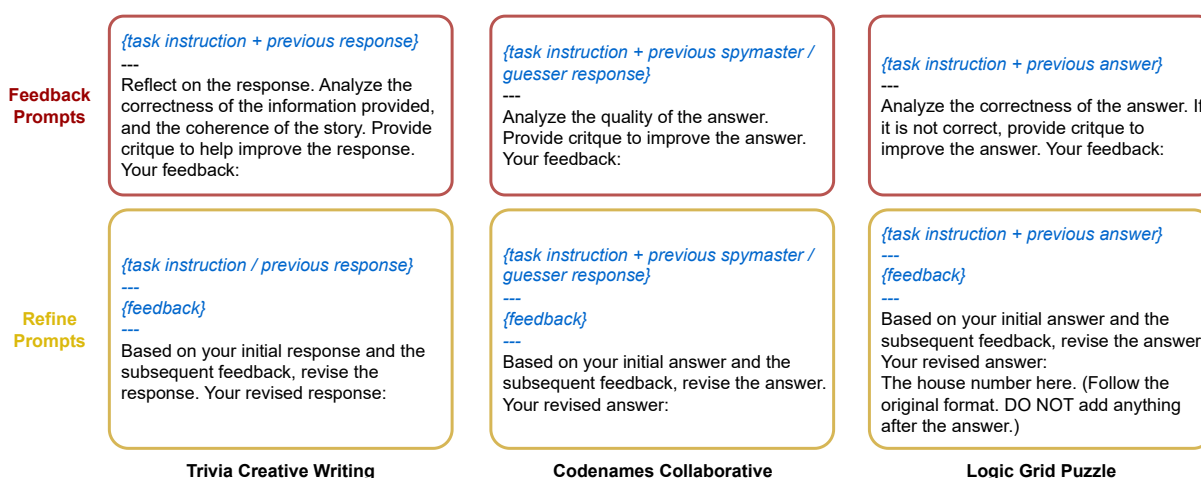 Feedback
Prompts
{task instruction + previous response}
---
Reflect on the response. Analyze the
correctness of the information provided,
and the coherence of the story. Provide
critque to help improve the response.
Your feedback:
{task instruction + previous spymaster /
guesser response}
---
Analyze the quality of the answer.
Provide critque to improve the answer.
Your feedback:
{task instruction + previous answer}
---
Analyze the correctness of the answer. If
it is not correct, provide critque to
improve the answer. Your feedback:
Refine
Prompts
{task instruction / previous response}
---
{feedback}
---
Based on your initial response and the
subsequent feedback, revise the
response. Your revised response:
{task instruction + previous spymaster /
guesser response}
---
{feedback}
---
Based on your initial answer and the
subsequent feedback, revise the answer.
Your revised answer:
{task instruction + previous answer}
---
{feedback}
---
Based on your initial answer and the
subsequent feedback, revise the answer
Your revised answer:
The house number here. (Follow the
original format. DO NOT add anything
after the answer.)
Trivia Creative Writing
Codenames Collaborative
Logic Grid Puzzle